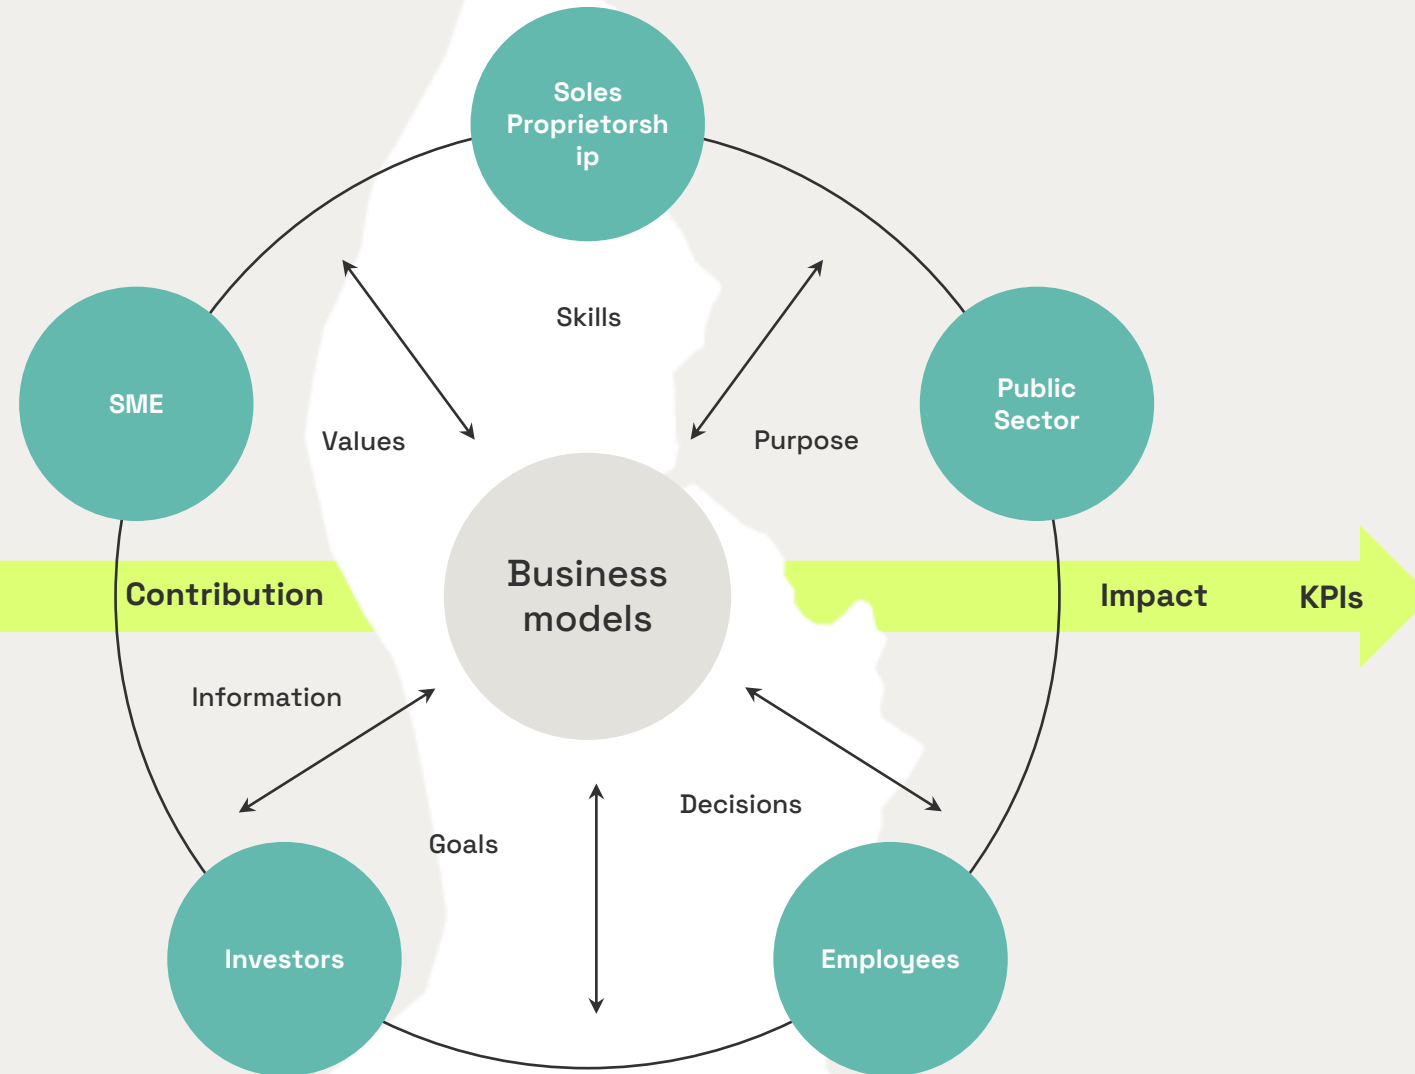 Soles
Proprietorsh
ip
Skills
SME
Public
Sector
Values
Purpose
Business
models
Contribution
Impact
KPIs
Information
Decisions
Goals
Investors
Employees